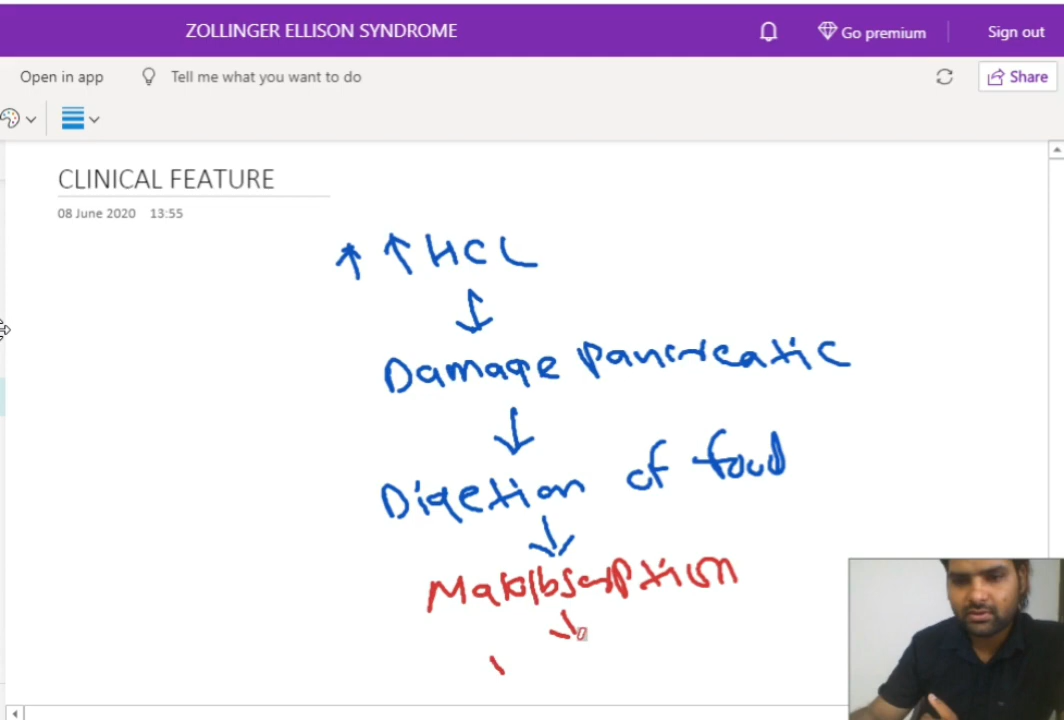 ZOLLINGER ELLISON SYNDROME
Go premium
Sign out
Open in app
Tell me what you want to do
Share
CLINICAL FEATURE
08 June 2020 13:55
↑ ↑ HCL
Damage pancreatic
Digetion of food
Malabsorption